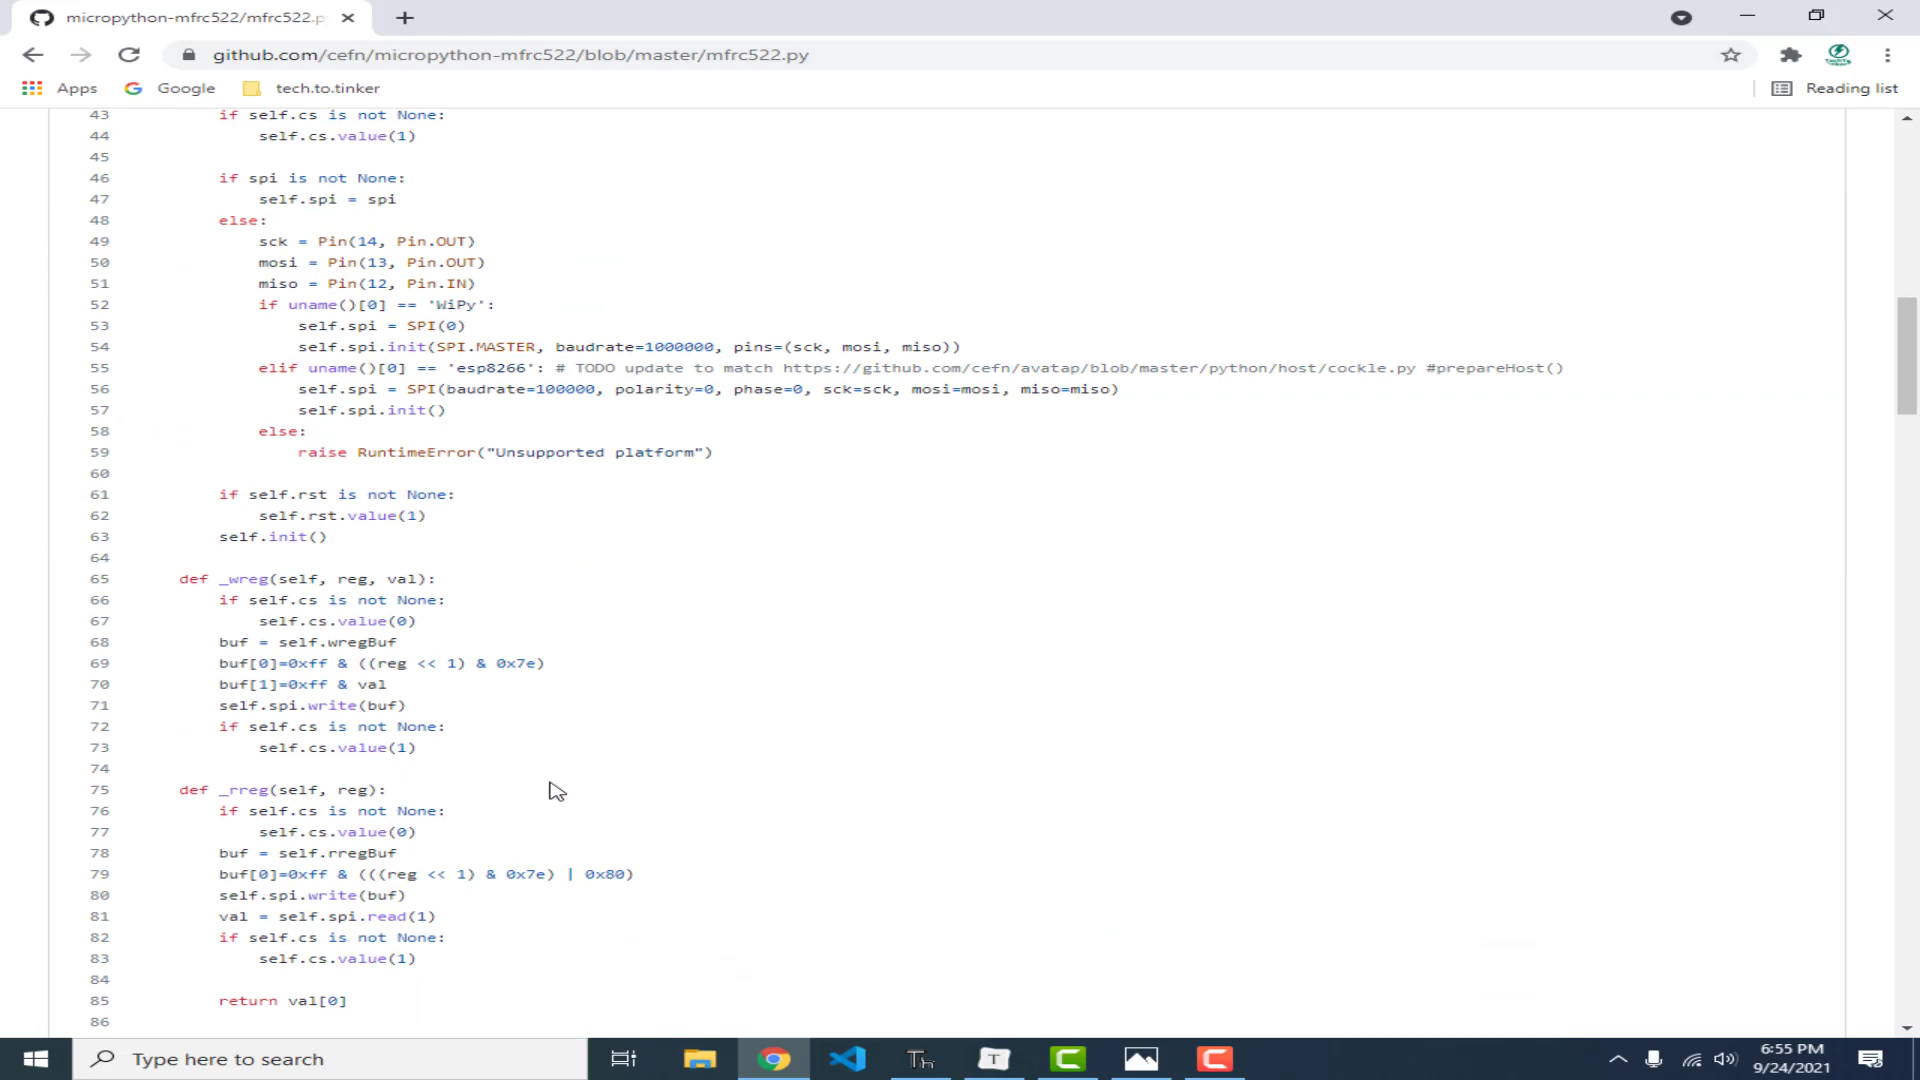 micropython-mfrc522/mfrc522.p
github.com/cefn/micropython-mfrc522/blob/master/mfrc522.py
Apps Google tech.to.tinker Reading list
43 if self.cs is not None:
44 self.cs.value(1)
45
46 if spi is not None:
47 self.spi = spi
48 else:
49 sck = Pin(14, Pin.OUT)
50 mosi = Pin(13, Pin.OUT)
51 miso = Pin(12, Pin.IN)
52 if uname()[0] == 'WiPy':
53 self.spi = SPI(0)
54 self.spi.init(SPI.MASTER, baudrate=1000000, pins=(sck, mosi, miso))
55 elif uname()[0] == 'esp8266': # TODO update to match https://github.com/cefn/avatap/blob/master/python/host/cockle.py #prepareHost()
56 self.spi = SPI(baudrate=100000, polarity=0, phase=0, sck=sck, mosi=mosi, miso=miso)
57 self.spi.init()
58 else:
59 raise RuntimeError("Unsupported platform")
60
61 if self.rst is not None:
62 self.rst.value(1)
63 self.init()
64
65 def _wreg(self, reg, val):
66 if self.cs is not None:
67 self.cs.value(0)
68 buf = self.wregBuf
69 buf[0]=0xff & ((reg << 1) & 0x7e)
70 buf[1]=0xff & val
71 self.spi.write(buf)
72 if self.cs is not None:
73 self.cs.value(1)
74
75 def _rreg(self, reg):
76 if self.cs is not None:
77 self.cs.value(0)
78 buf = self.rregBuf
79 buf[0]=0xff & (((reg << 1) & 0x7e) | 0x80)
80 self.spi.write(buf)
81 val = self.spi.read(1)
82 if self.cs is not None:
83 self.cs.value(1)
84
85 return val[0]
86
Type here to search
6:55 PM
9/24/2021